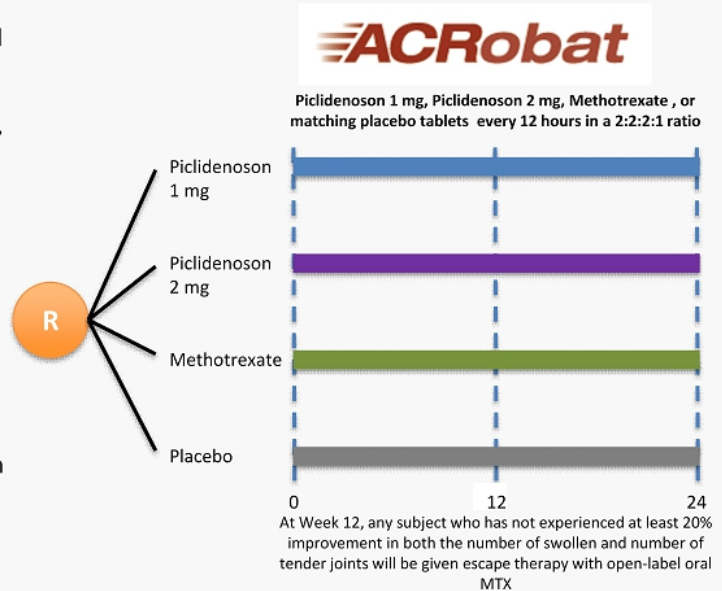 ACRobat
Piclidenoson 1 mg, Piclidenoson 2 mg, Methotrexate , or
matching placebo tablets every 12 hours in a 2:2:2:1 ratio
Piclidenoson
1 mg
Piclidenoson
2 mg
R
Methotrexate
Placebo
0 12 24
At Week 12, any subject who has not experienced at least 20%
improvement in both the number of swollen and number of
tender joints will be given escape therapy with open-label oral
MTX